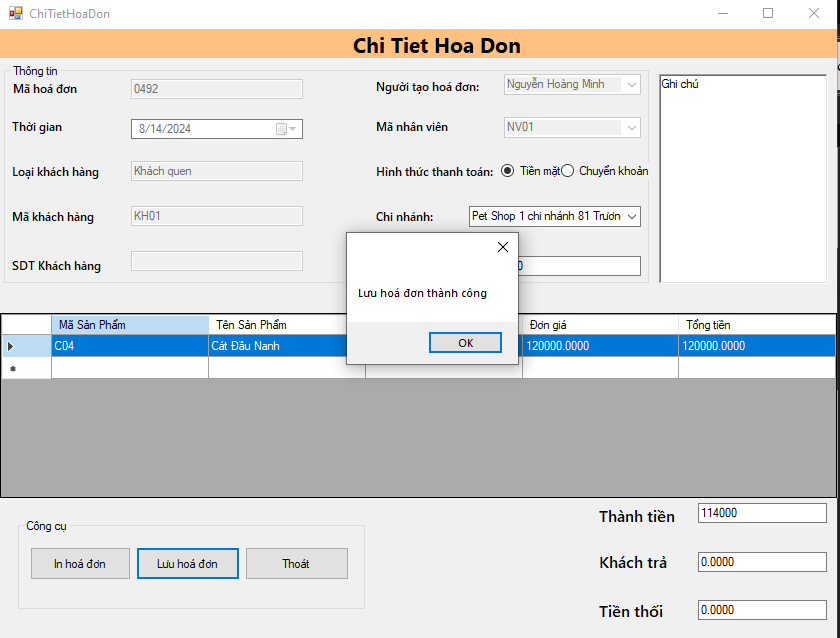 ChiTietHoaDon
Chi Tiet Hoa Don
Thông tin
Mã hoá đơn
0492
Người tạo hoá đơn:
Nguyễn Hoàng Minh
Ghi chú
Thời gian
8/14/2024
Mã nhân viên
NV01
Loại khách hàng
Khách quen
Hình thức thanh toán:
Tiền mặt
Chuyển khoản
Mã khách hàng
KH01
Chi nhánh:
Pet Shop 1 chi nhánh 81 Trươn
SDT Khách hàng
0
Lưu hoá đơn thành công
OK
Mã Sản Phẩm
Tên Sản Phẩm
Đơn giá
Tổng tiền
C04
Cát Đậu Nanh
120000.0000
120000.0000
Công cụ
In hoá đơn
Lưu hoá đơn
Thoát
Thành tiền
114000
Khách trả
0.0000
Tiền thối
0.0000